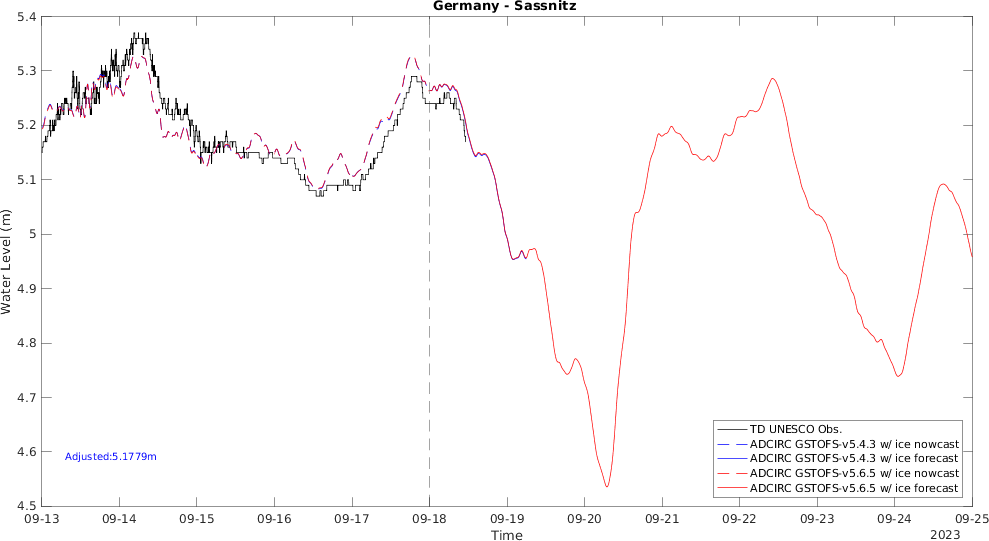 Germany - Sassnitz
5.4
5.3
5.2
5.1
5
4.9
4.8
4.7
4.6
4.5
Water Level (m)
Adjusted:5.1779m
TD UNESCO Obs.
ADCIRC GSTOFS-v5.4.3 w/ ice nowcast
ADCIRC GSTOFS-v5.4.3 w/ ice forecast
ADCIRC GSTOFS-v5.6.5 w/ ice nowcast
ADCIRC GSTOFS-v5.6.5 w/ ice forecast
09-13 09-14 09-15 09-16 09-17 09-18 09-19 09-20 09-21 09-22 09-23 09-24 09-25
Time
2023